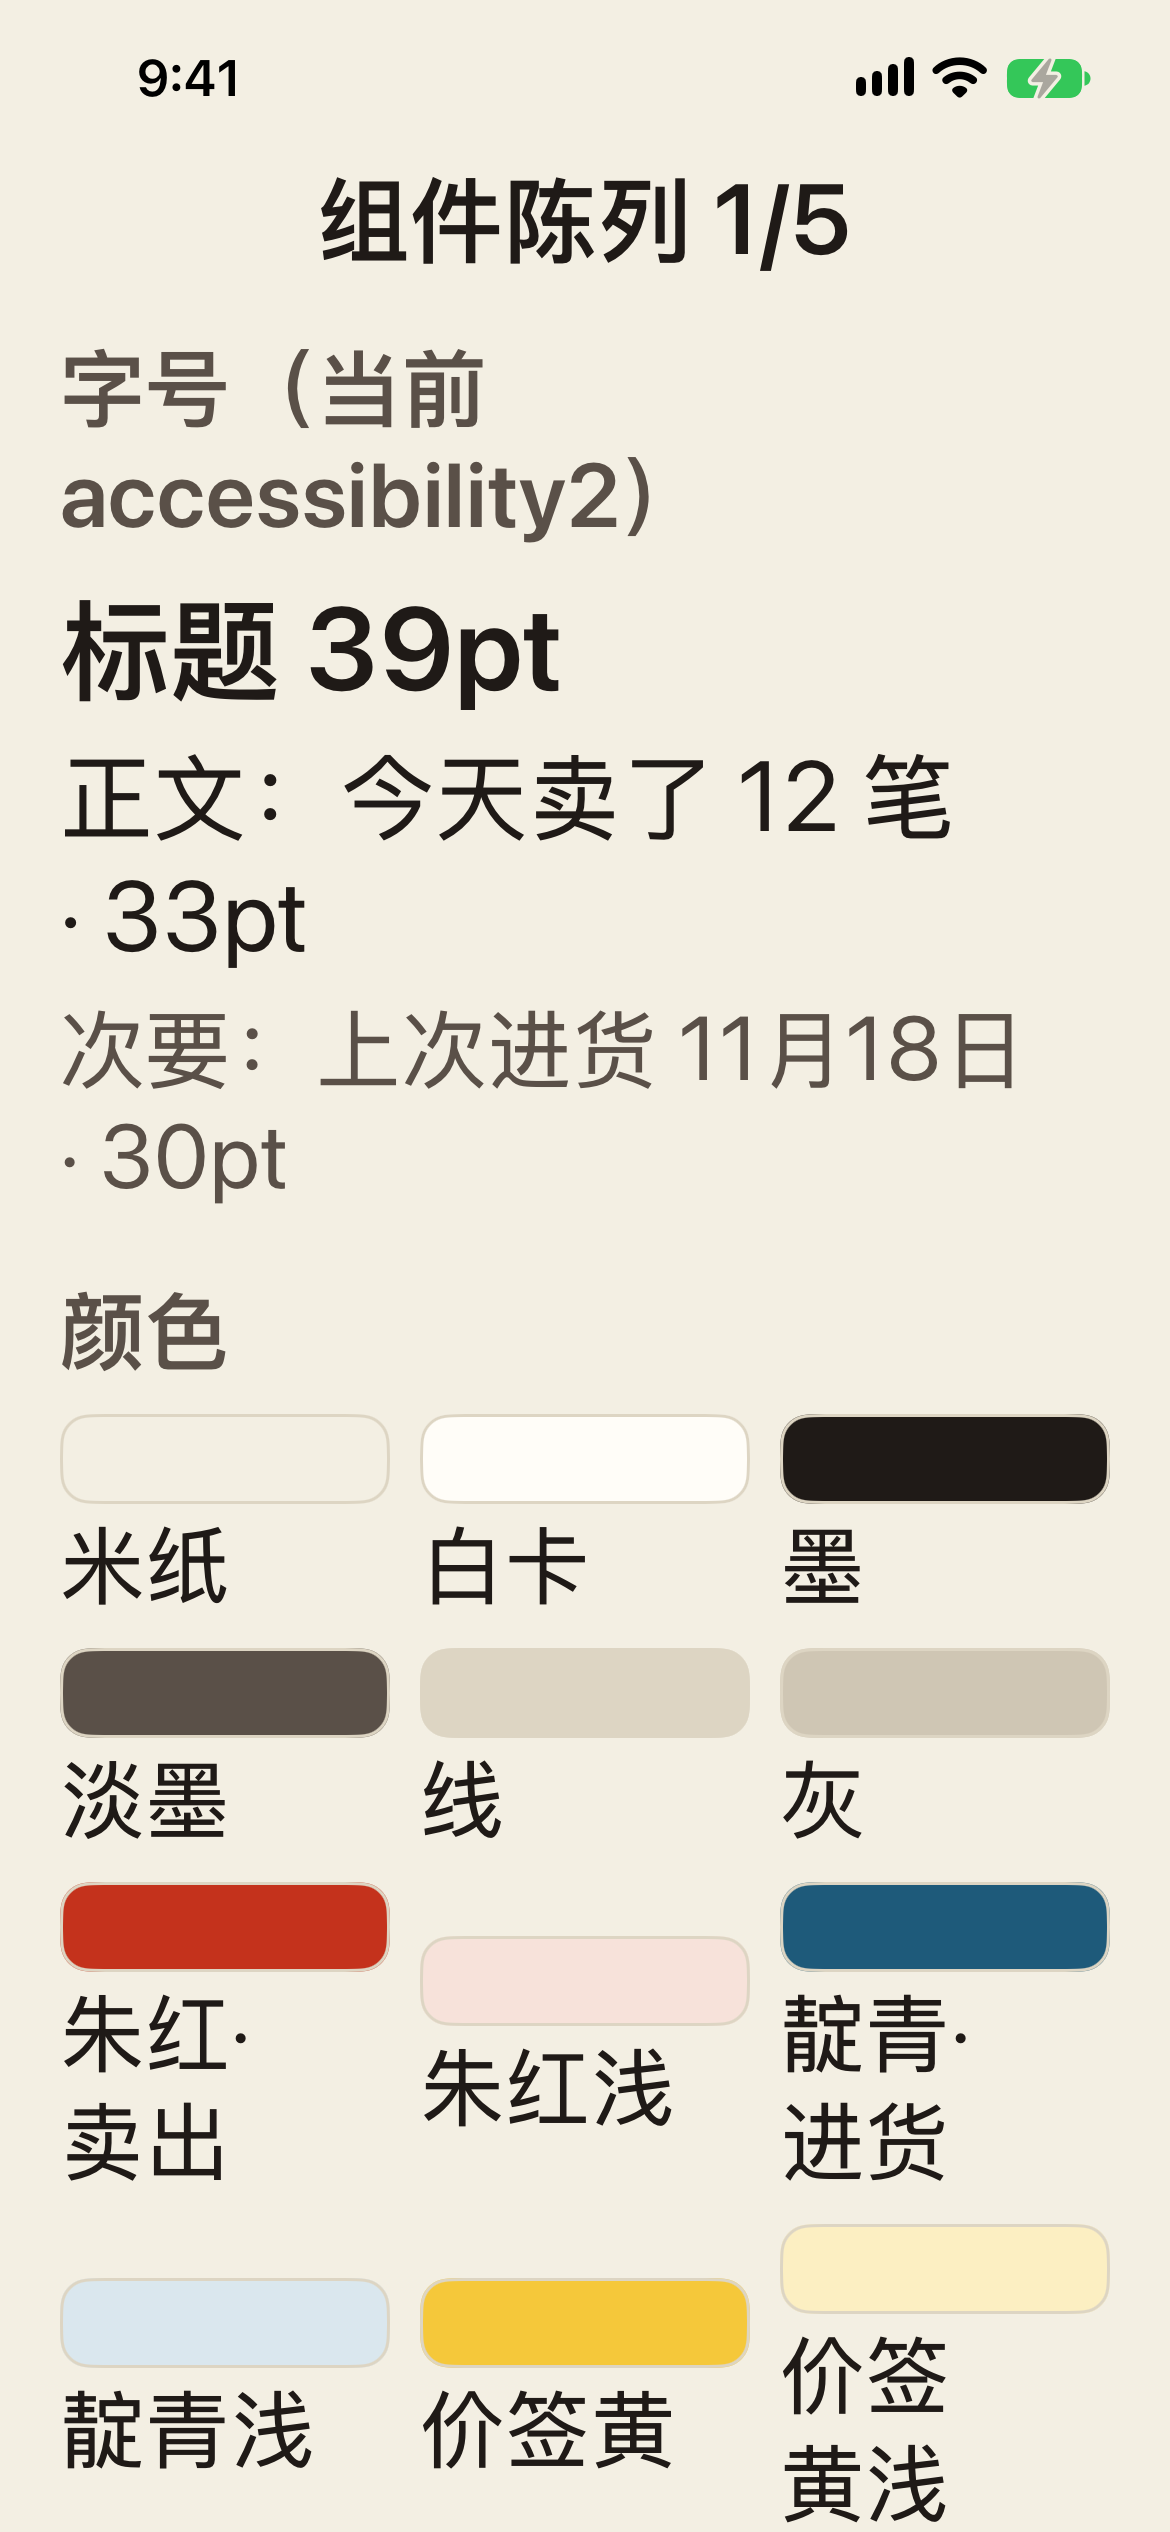 9:41
组件陈列 1/5
字号（当前
accessibility2）
标题 39pt
正文：今天卖了 12 笔
· 33pt
次要：上次进货 11月18日
· 30pt
颜色
米纸
白卡
墨
淡墨
线
灰
朱红·
卖出
朱红浅
靛青·
进货
靛青浅
价签黄
价签
黄浅